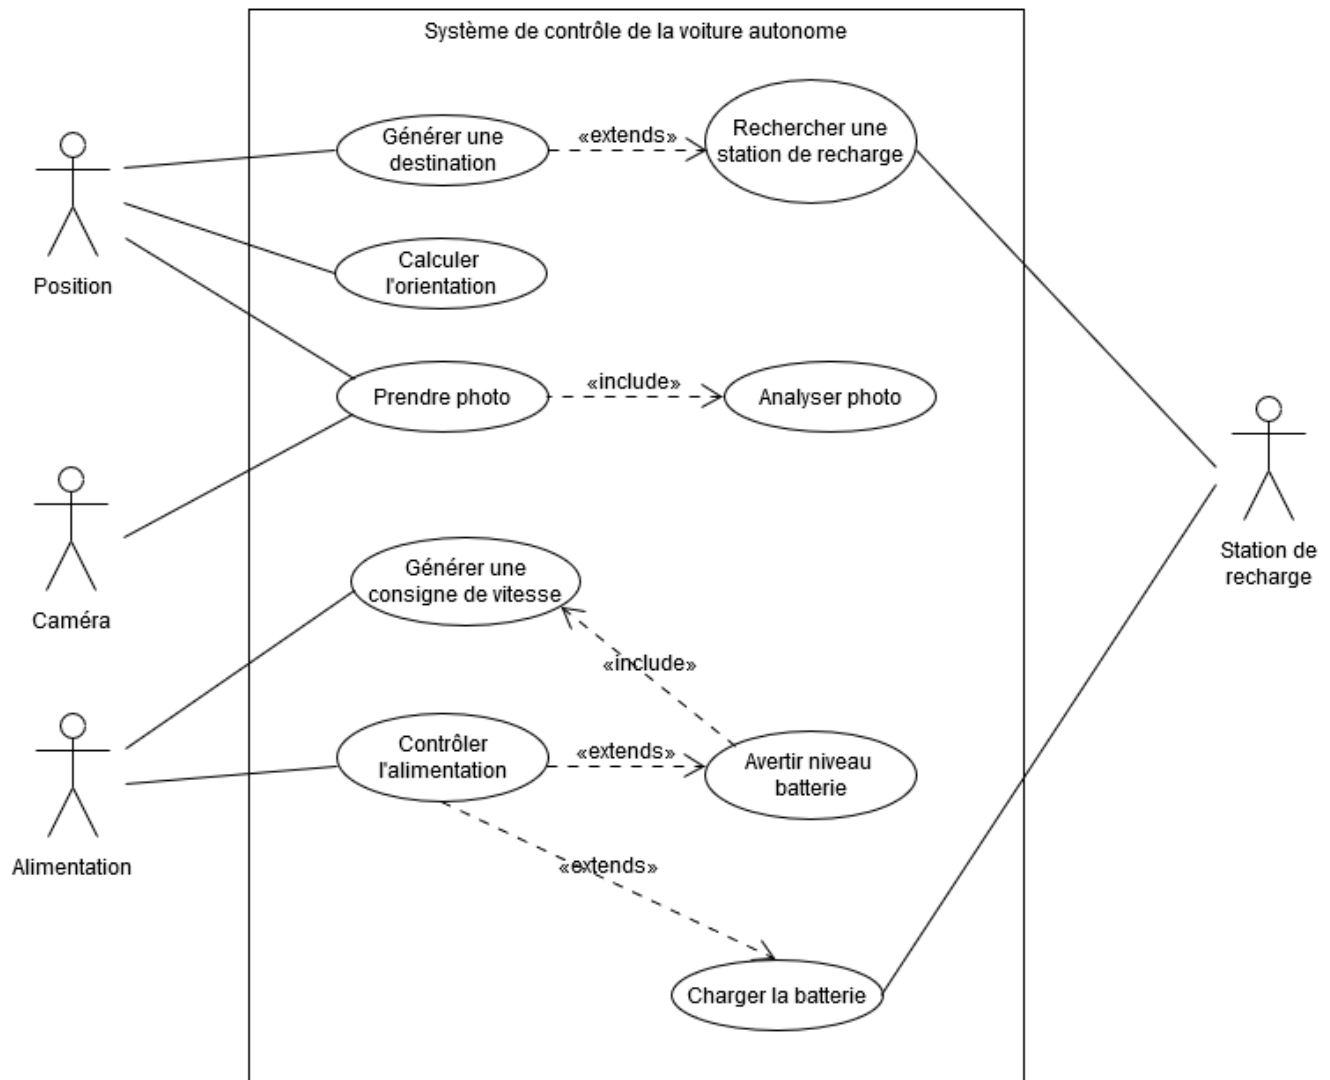 Système de contrôle de la voiture autonome
Générer une
destination
«extends»
Rechercher une
station de recharge
Calculer
l'orientation
Position
Prendre photo
«include»
Analyser photo
Station de
recharge
Générer une
consigne de vitesse
Caméra
«include»
Contrôler
l'alimentation
«extends»
Avertir niveau
batterie
Alimentation
«extends»
Charger la batterie